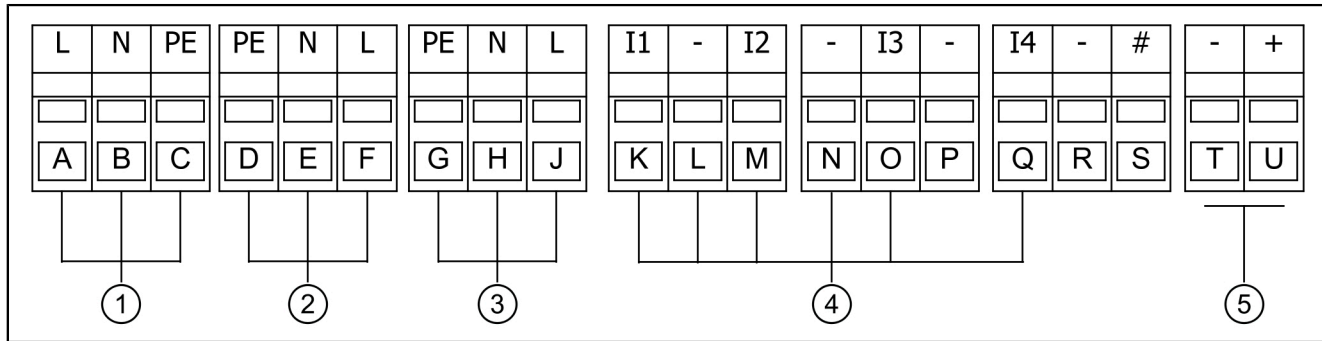 L N PE PE N L PE N L I1 - I2 - I3 - I4 - # - +
A B C D E F G H J K L M N O P Q R S T U
1 2 3 4 5